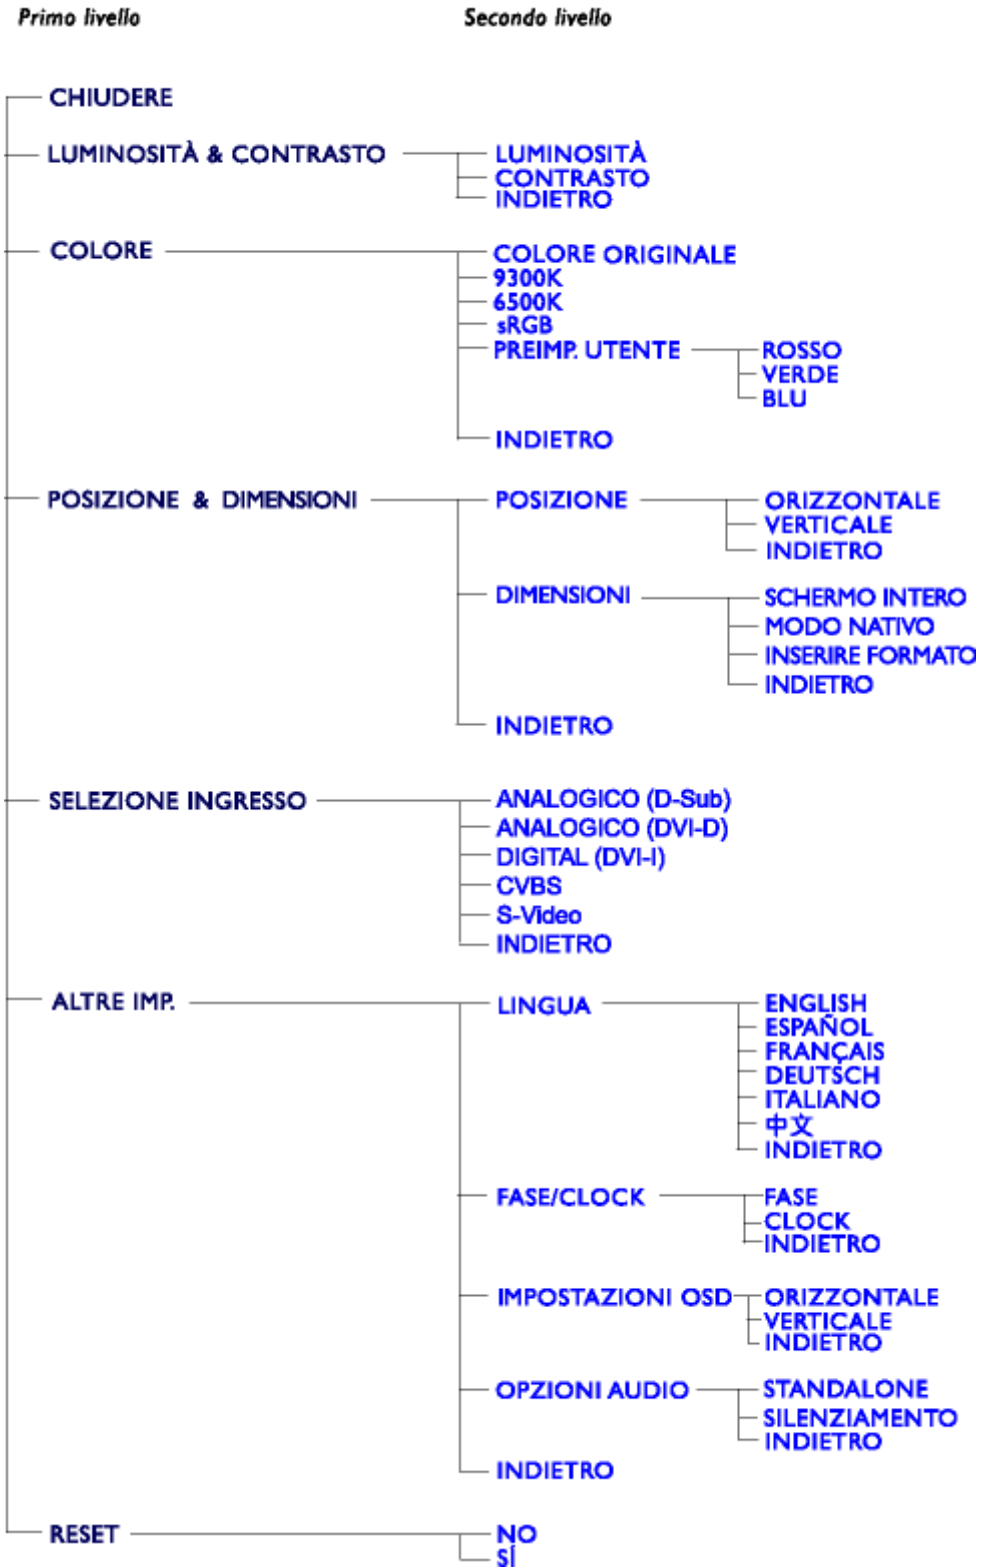 Primo livello
Secondo livello
CHIUDERE
LUMINOSITÀ & CONTRASTO
LUMINOSITÀ
CONTRASTO
INDIETRO
COLORE
COLORE ORIGINALE
9300K
6500K
sRGB
PREIMP. UTENTE
ROSSO
VERDE
BLU
INDIETRO
POSIZIONE & DIMENSIONI
POSIZIONE
ORIZZONTALE
VERTICALE
INDIETRO
DIMENSIONI
SCHERMO INTERO
MODO NATIVO
INSERIRE FORMATO
INDIETRO
INDIETRO
SELEZIONE INGRESSO
ANALOGICO (D-Sub)
ANALOGICO (DVI-D)
DIGITAL (DVI-I)
CVBS
S-Video
INDIETRO
ALTRE IMP.
LINGUA
ENGLISH
ESPAÑOL
FRANÇAIS
DEUTSCH
ITALIANO
中文
INDIETRO
FASE/CLOCK
FASE
CLOCK
INDIETRO
IMPOSTAZIONI OSD
ORIZZONTALE
VERTICALE
INDIETRO
OPZIONI AUDIO
STANDALONE
SILENZIAMENTO
INDIETRO
INDIETRO
RESET
NO
SÍ